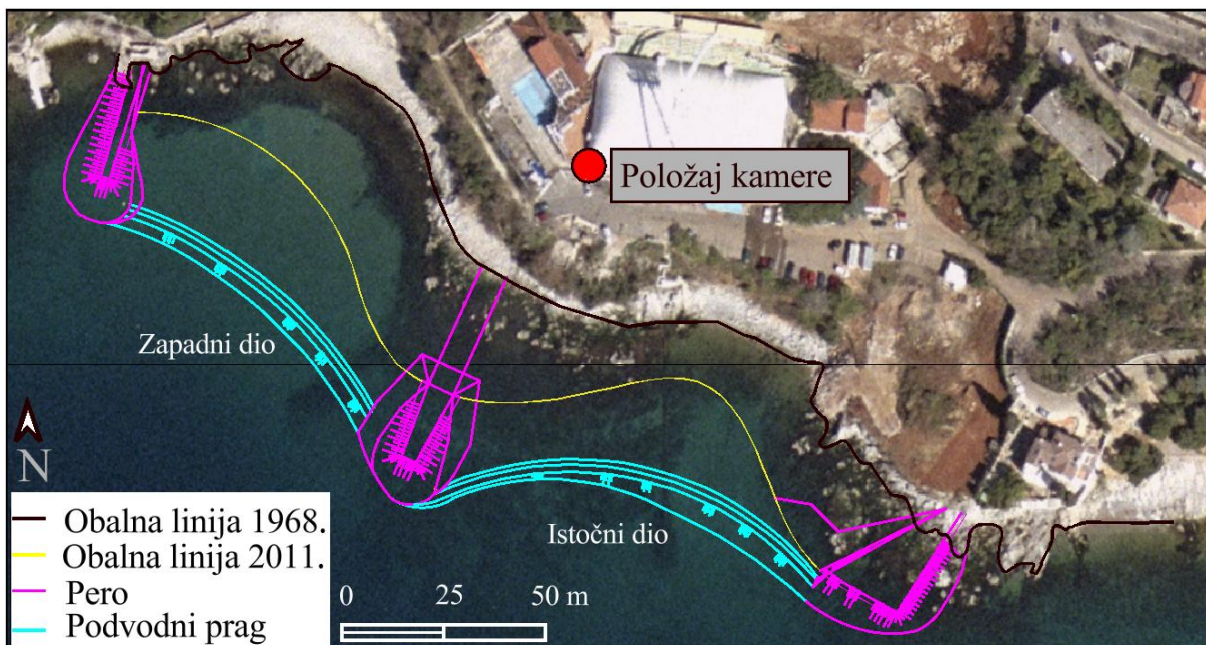 Položaj kamere
Zapadni dio
Istočni dio
N
Obalna linija 1968.
Obalna linija 2011.
Pero
Podvodni prag
0 25 50 m